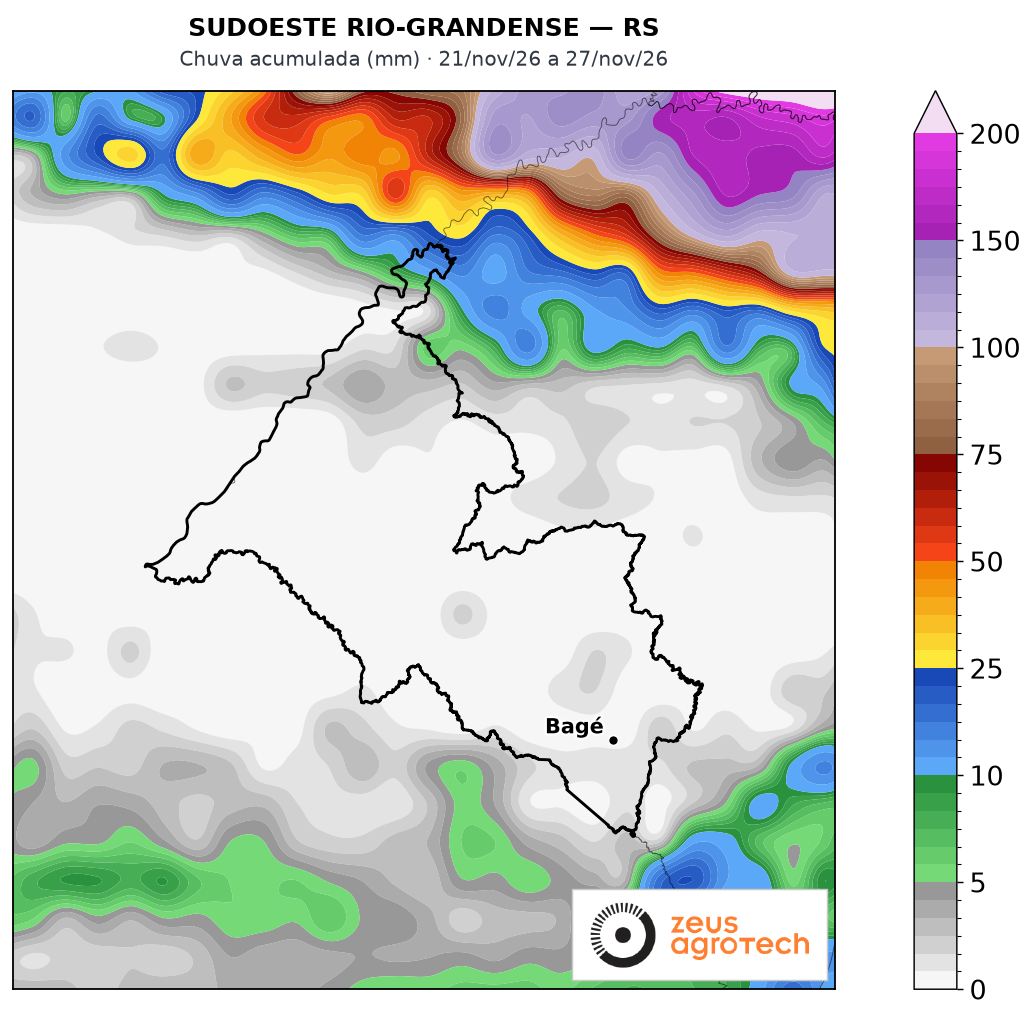 SUDOESTE RIO-GRANDENSE — RS
Chuva acumulada (mm) · 21/nov/26 a 27/nov/26
200
150
100
75
50
25
10
5
0
Bagé
zeus
agrotech